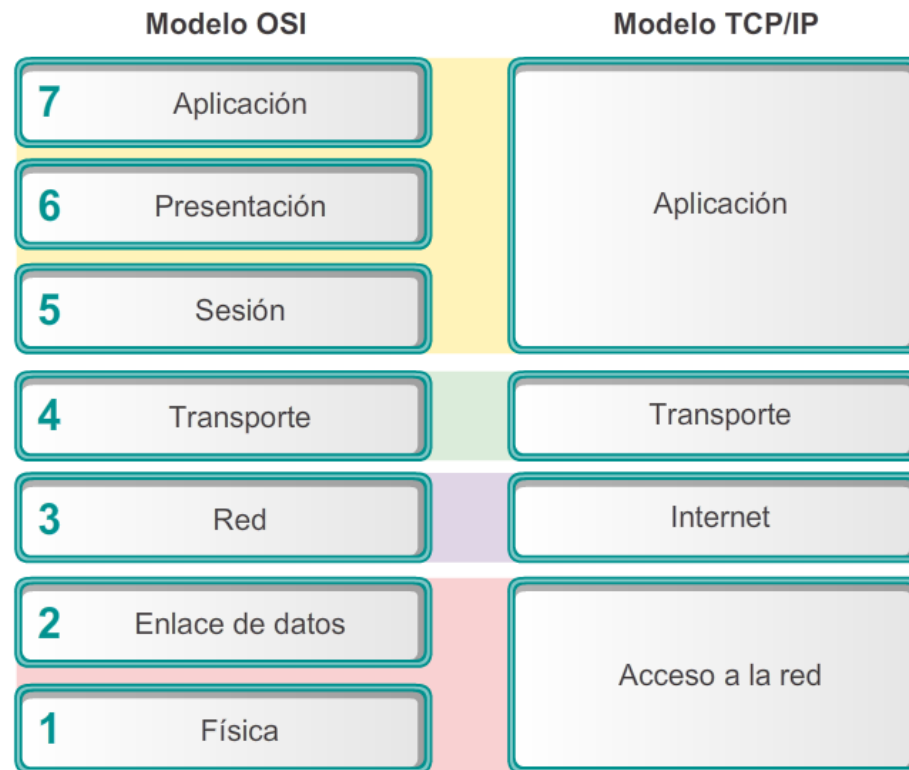 Modelo OSI
Modelo TCP/IP
7 Aplicación
6 Presentación
5 Sesión
Aplicación
4 Transporte
Transporte
3 Red
Internet
2 Enlace de datos
1 Física
Acceso a la red